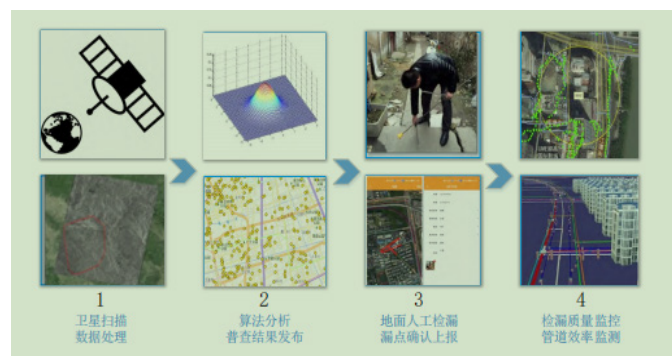 1
卫星扫描
数据处理
2
算法分析
普查结果发布
3
地面人工检漏
漏点确认上报
4
检漏质量监控
管道效率监测